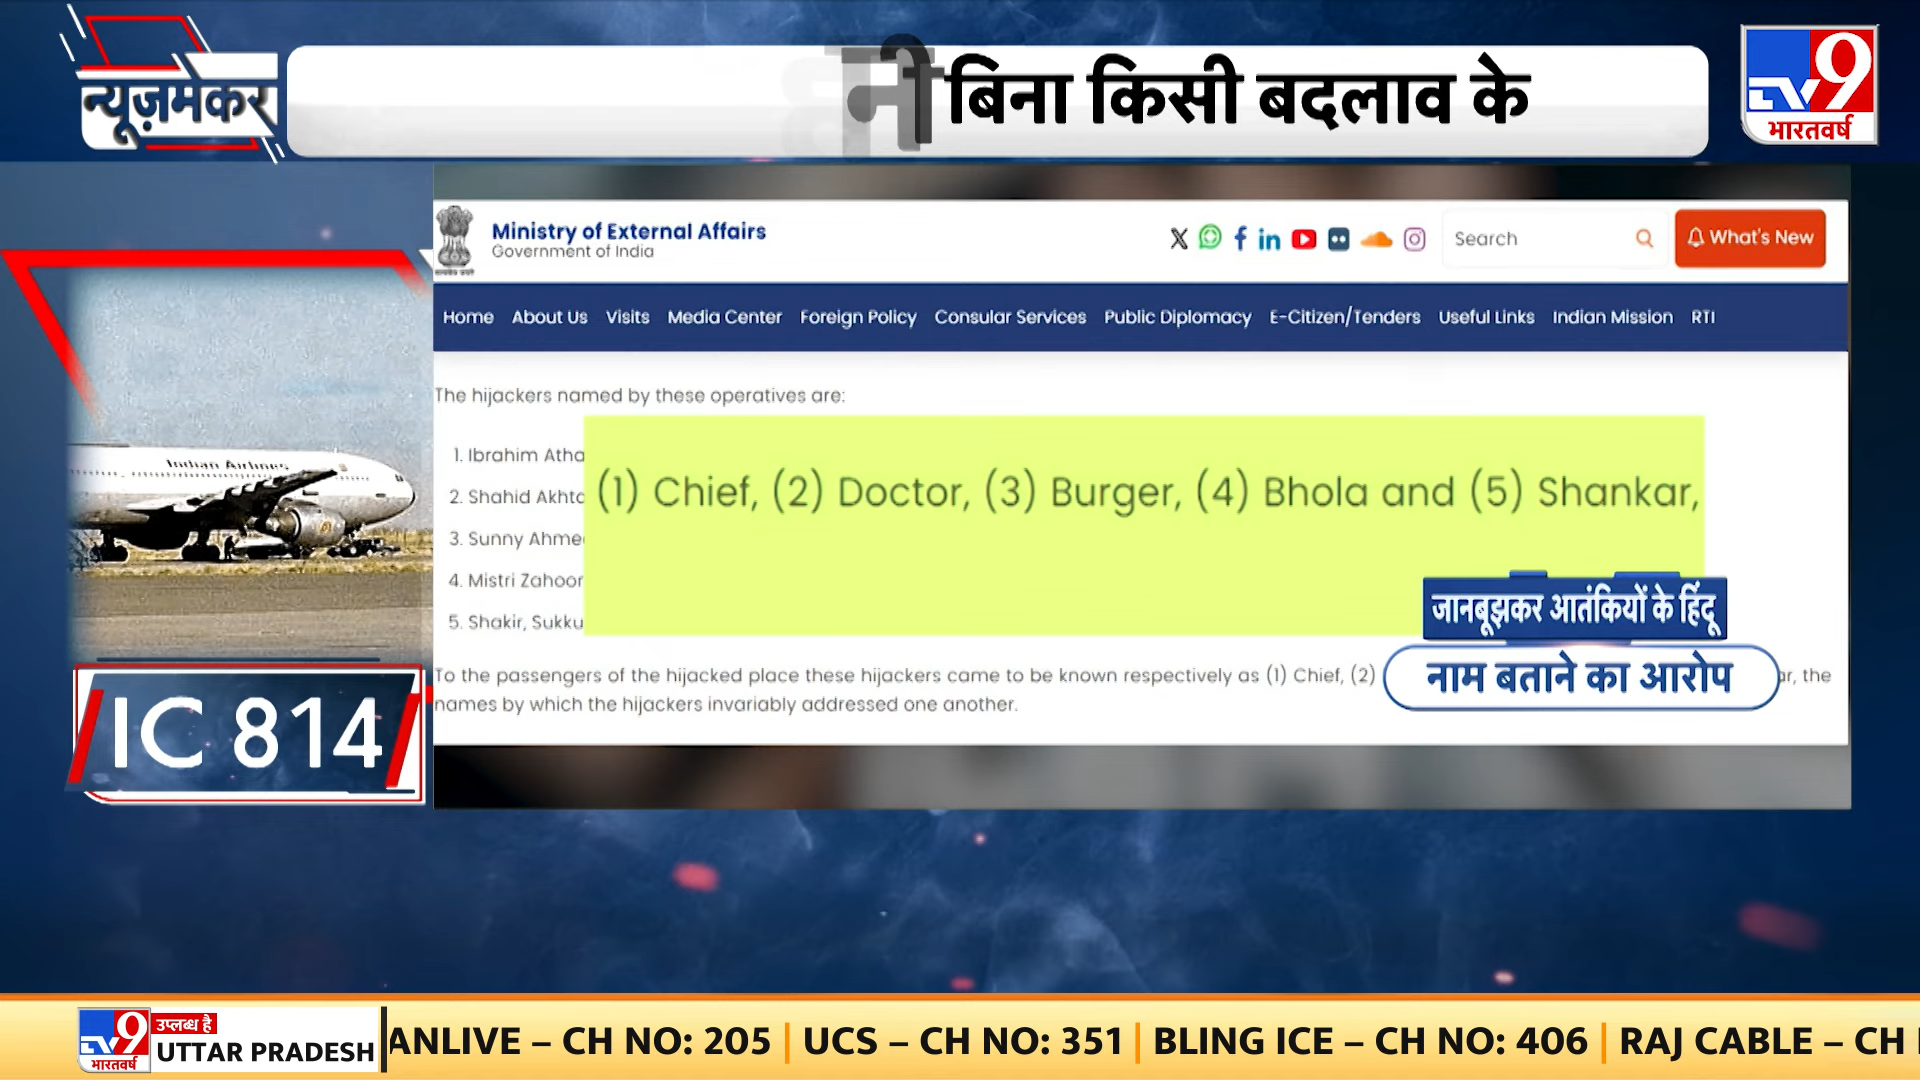 न्यूज़मेकर
बिना किसी बदलाव के
TV9
भारतवर्ष
Ministry of External Affairs
Government of India
Search
What's New
Home About Us Visits Media Center Foreign Policy Consular Services Public Diplomacy E-Citizen/Tenders Useful Links Indian Mission RTI
The hijackers named by these operatives are:
1. Ibrahim Atha
2. Shahid Akhta
3. Sunny Ahme
4. Mistri Zahoor
5. Shakir, Sukku
(1) Chief, (2) Doctor, (3) Burger, (4) Bhola and (5) Shankar,
जानबूझकर आतंकियों के हिंदू
नाम बताने का आरोप
To the passengers of the hijacked place these hijackers came to be known respectively as (1) Chief, (2) ar, the
names by which the hijackers invariably addressed one another.
Indian Airlines
IC 814
TV9
भारतवर्ष
उपलब्ध है
UTTAR PRADESH
ANLIVE – CH NO: 205 | UCS – CH NO: 351 | BLING ICE – CH NO: 406 | RAJ CABLE – CH